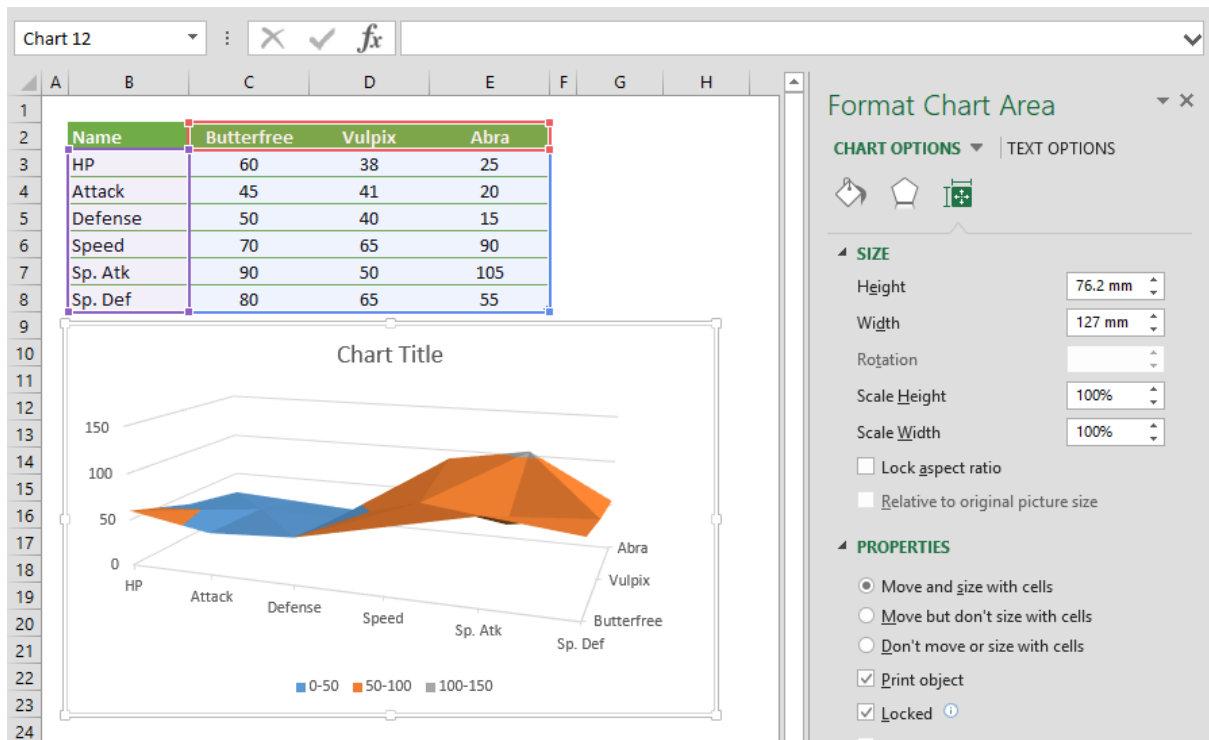 Chart 12
fx
A B C D E F G H
1
2 Name Butterfree Vulpix Abra
3 HP 60 38 25
4 Attack 45 41 20
5 Defense 50 40 15
6 Speed 70 65 90
7 Sp. Atk 90 50 105
8 Sp. Def 80 65 55
9
10
11
12
13
14
15
16
17
18
19
20
21
22
23
24
Chart Title
150
100
50
0
HP
Attack
Defense
Speed
Sp. Atk
Sp. Def
Abra
Vulpix
Butterfree
0-50 50-100 100-150
Format Chart Area
CHART OPTIONS TEXT OPTIONS
SIZE
Height 76.2 mm
Width 127 mm
Rotation
Scale Height 100%
Scale Width 100%
Lock aspect ratio
Relative to original picture size
PROPERTIES
Move and size with cells
Move but don't size with cells
Don't move or size with cells
Print object
Locked